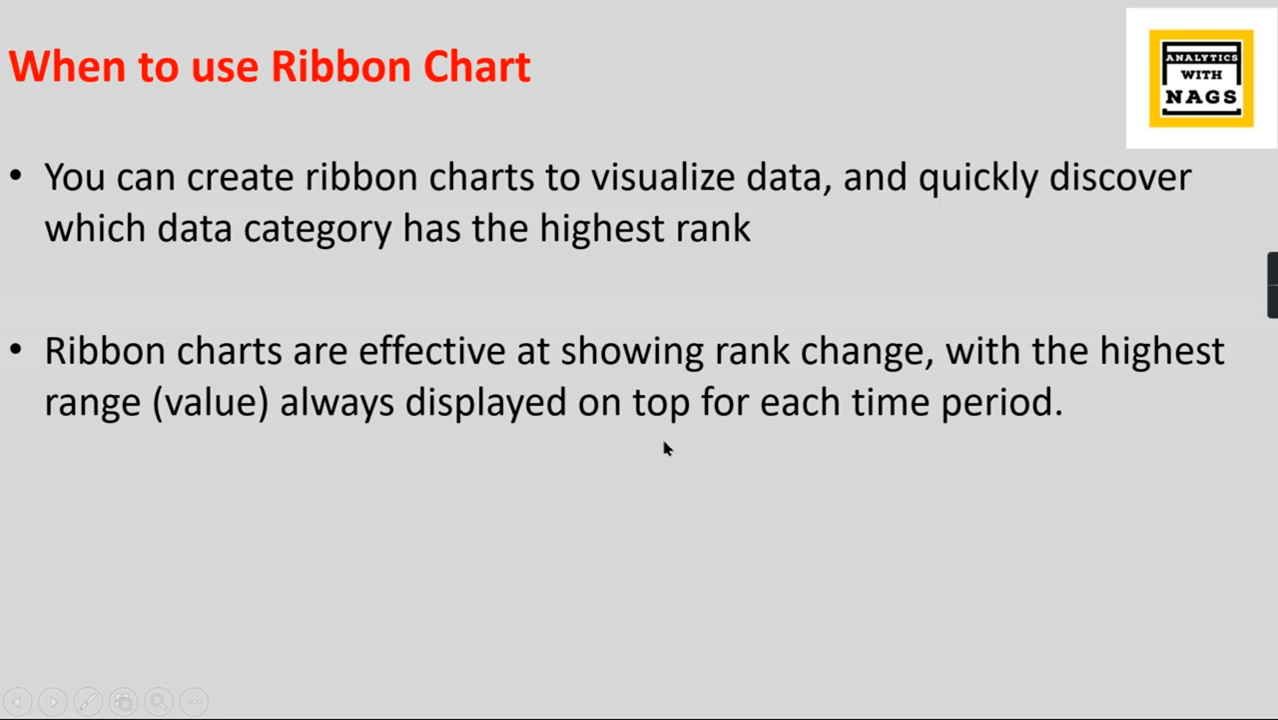 When to use Ribbon Chart
ANALYTICS
WITH
NAGS
• You can create ribbon charts to visualize data, and quickly discover
which data category has the highest rank
• Ribbon charts are effective at showing rank change, with the highest
range (value) always displayed on top for each time period.